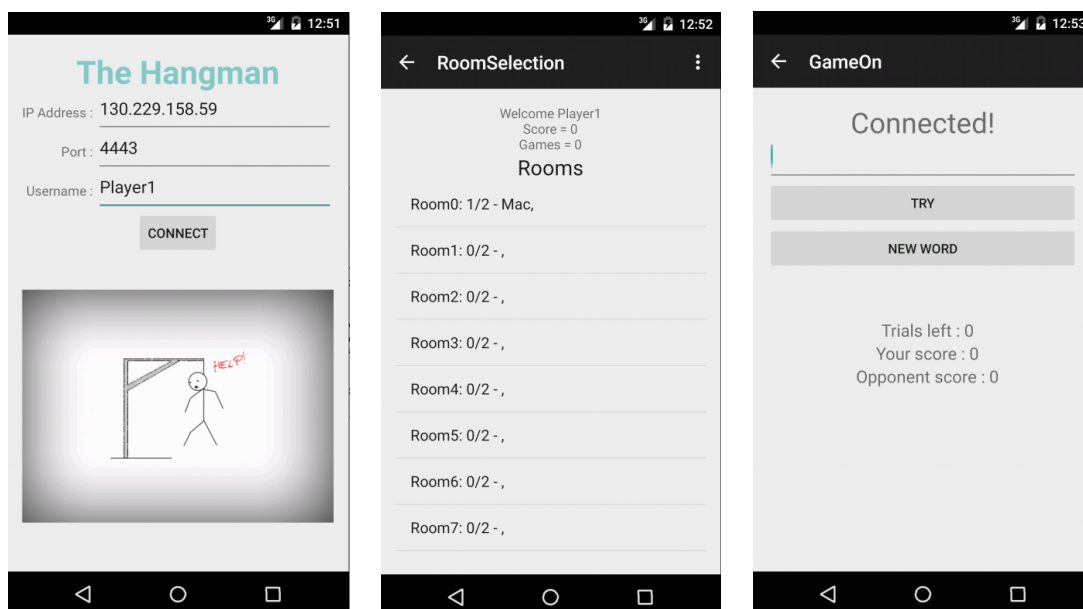 3G 12:51
The Hangman
IP Address : 130.229.158.59
Port : 4443
Username : Player1
CONNECT
HELP!
3G 12:52
RoomSelection
Welcome Player1
Score = 0
Games = 0
Rooms
Room0: 1/2 - Mac,
Room1: 0/2 - ,
Room2: 0/2 - ,
Room3: 0/2 - ,
Room4: 0/2 - ,
Room5: 0/2 - ,
Room6: 0/2 - ,
Room7: 0/2 - ,
3G 12:53
GameOn
Connected!
TRY
NEW WORD
Trials left : 0
Your score : 0
Opponent score : 0